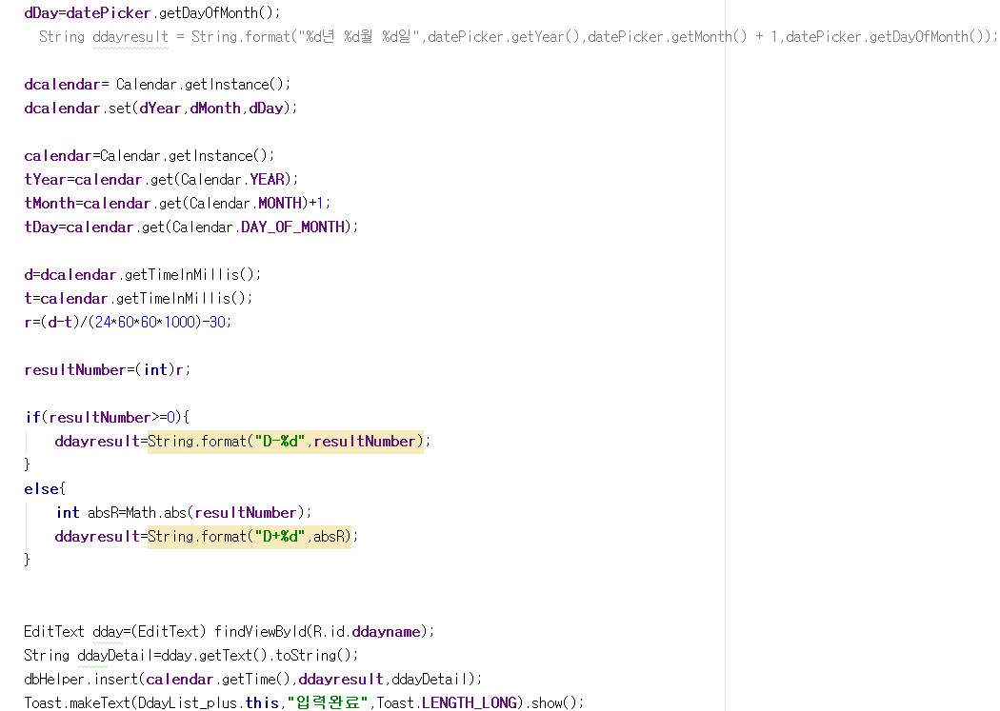 dDay=datePicker.getDayOfMonth();
String ddayresult = String.format("%d년 %d월 %d일",datePicker.getYear(),datePicker.getMonth() + 1,datePicker.getDayOfMonth());
dcalendar= Calendar.getInstance();
dcalendar.set(dYear,dMonth,dDay);
calendar=Calendar.getInstance();
tYear=calendar.get(Calendar.YEAR);
tMonth=calendar.get(Calendar.MONTH)+1;
tDay=calendar.get(Calendar.DAY_OF_MONTH);
d=dcalendar.getTimeInMillis();
t=calendar.getTimeInMillis();
r=(d-t)/(24*60*60*1000)-30;
resultNumber=(int)r;
if(resultNumber>=0){
ddayresult=String.format("D-%d",resultNumber);
}
else{
int absR=Math.abs(resultNumber);
ddayresult=String.format("D+%d",absR);
}
EditText dday=(EditText) findViewById(R.id.ddayname);
String ddayDetail=dday.getText().toString();
dbHelper.insert(calendar.getTime(),ddayresult,ddayDetail);
Toast.makeText(DdayList_plus.this,"입력완료",Toast.LENGTH_LONG).show();